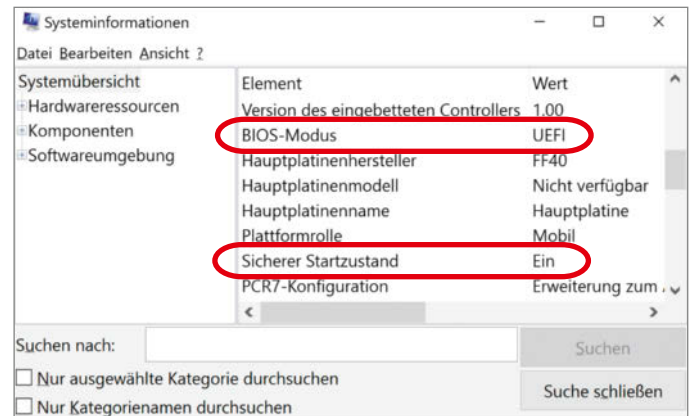 Systeminformationen
Datei Bearbeiten Ansicht ?
Systemübersicht
Hardwareressourcen
Komponenten
Softwareumgebung
Element Wert
Version des eingebetteten Controllers 1.00
BIOS-Modus UEFI
Hauptplatinenhersteller FF40
Hauptplatinenmodell Nicht verfügbar
Hauptplatinenname Hauptplatine
Plattformrolle Mobil
Sicherer Startzustand Ein
PCR7-Konfiguration Erweiterung zum
Suchen nach: Suchen
Nur ausgewählte Kategorie durchsuchen
Suche schließen
Nur Kategorienamen durchsuchen